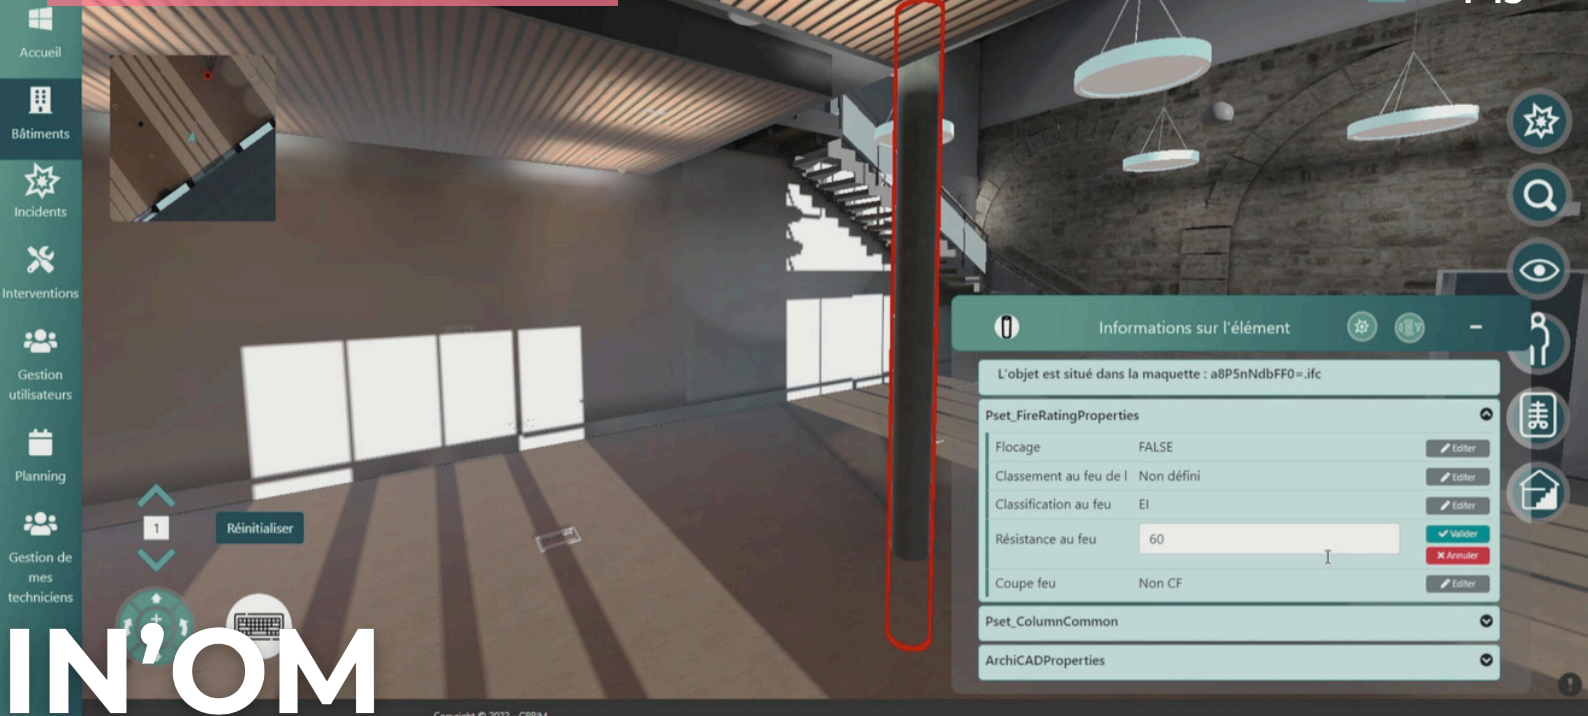 Accueil
Bâtiments
Incidents
Interventions
Gestion
utilisateurs
Planning
Gestion de
mes
techniciens
1
Réinitialiser
IN'OM
Informations sur l'élément
L'objet est situé dans la maquette : a8P5nNdbFF0=.ifc
Pset_FireRatingProperties
Flocage FALSE Editer
Classement au feu de l Non défini Editer
Classification au feu EI Editer
Résistance au feu 60 Valider
Annuler
Coupe feu Non CF Editer
Pset_ColumnCommon
ArchiCADProperties